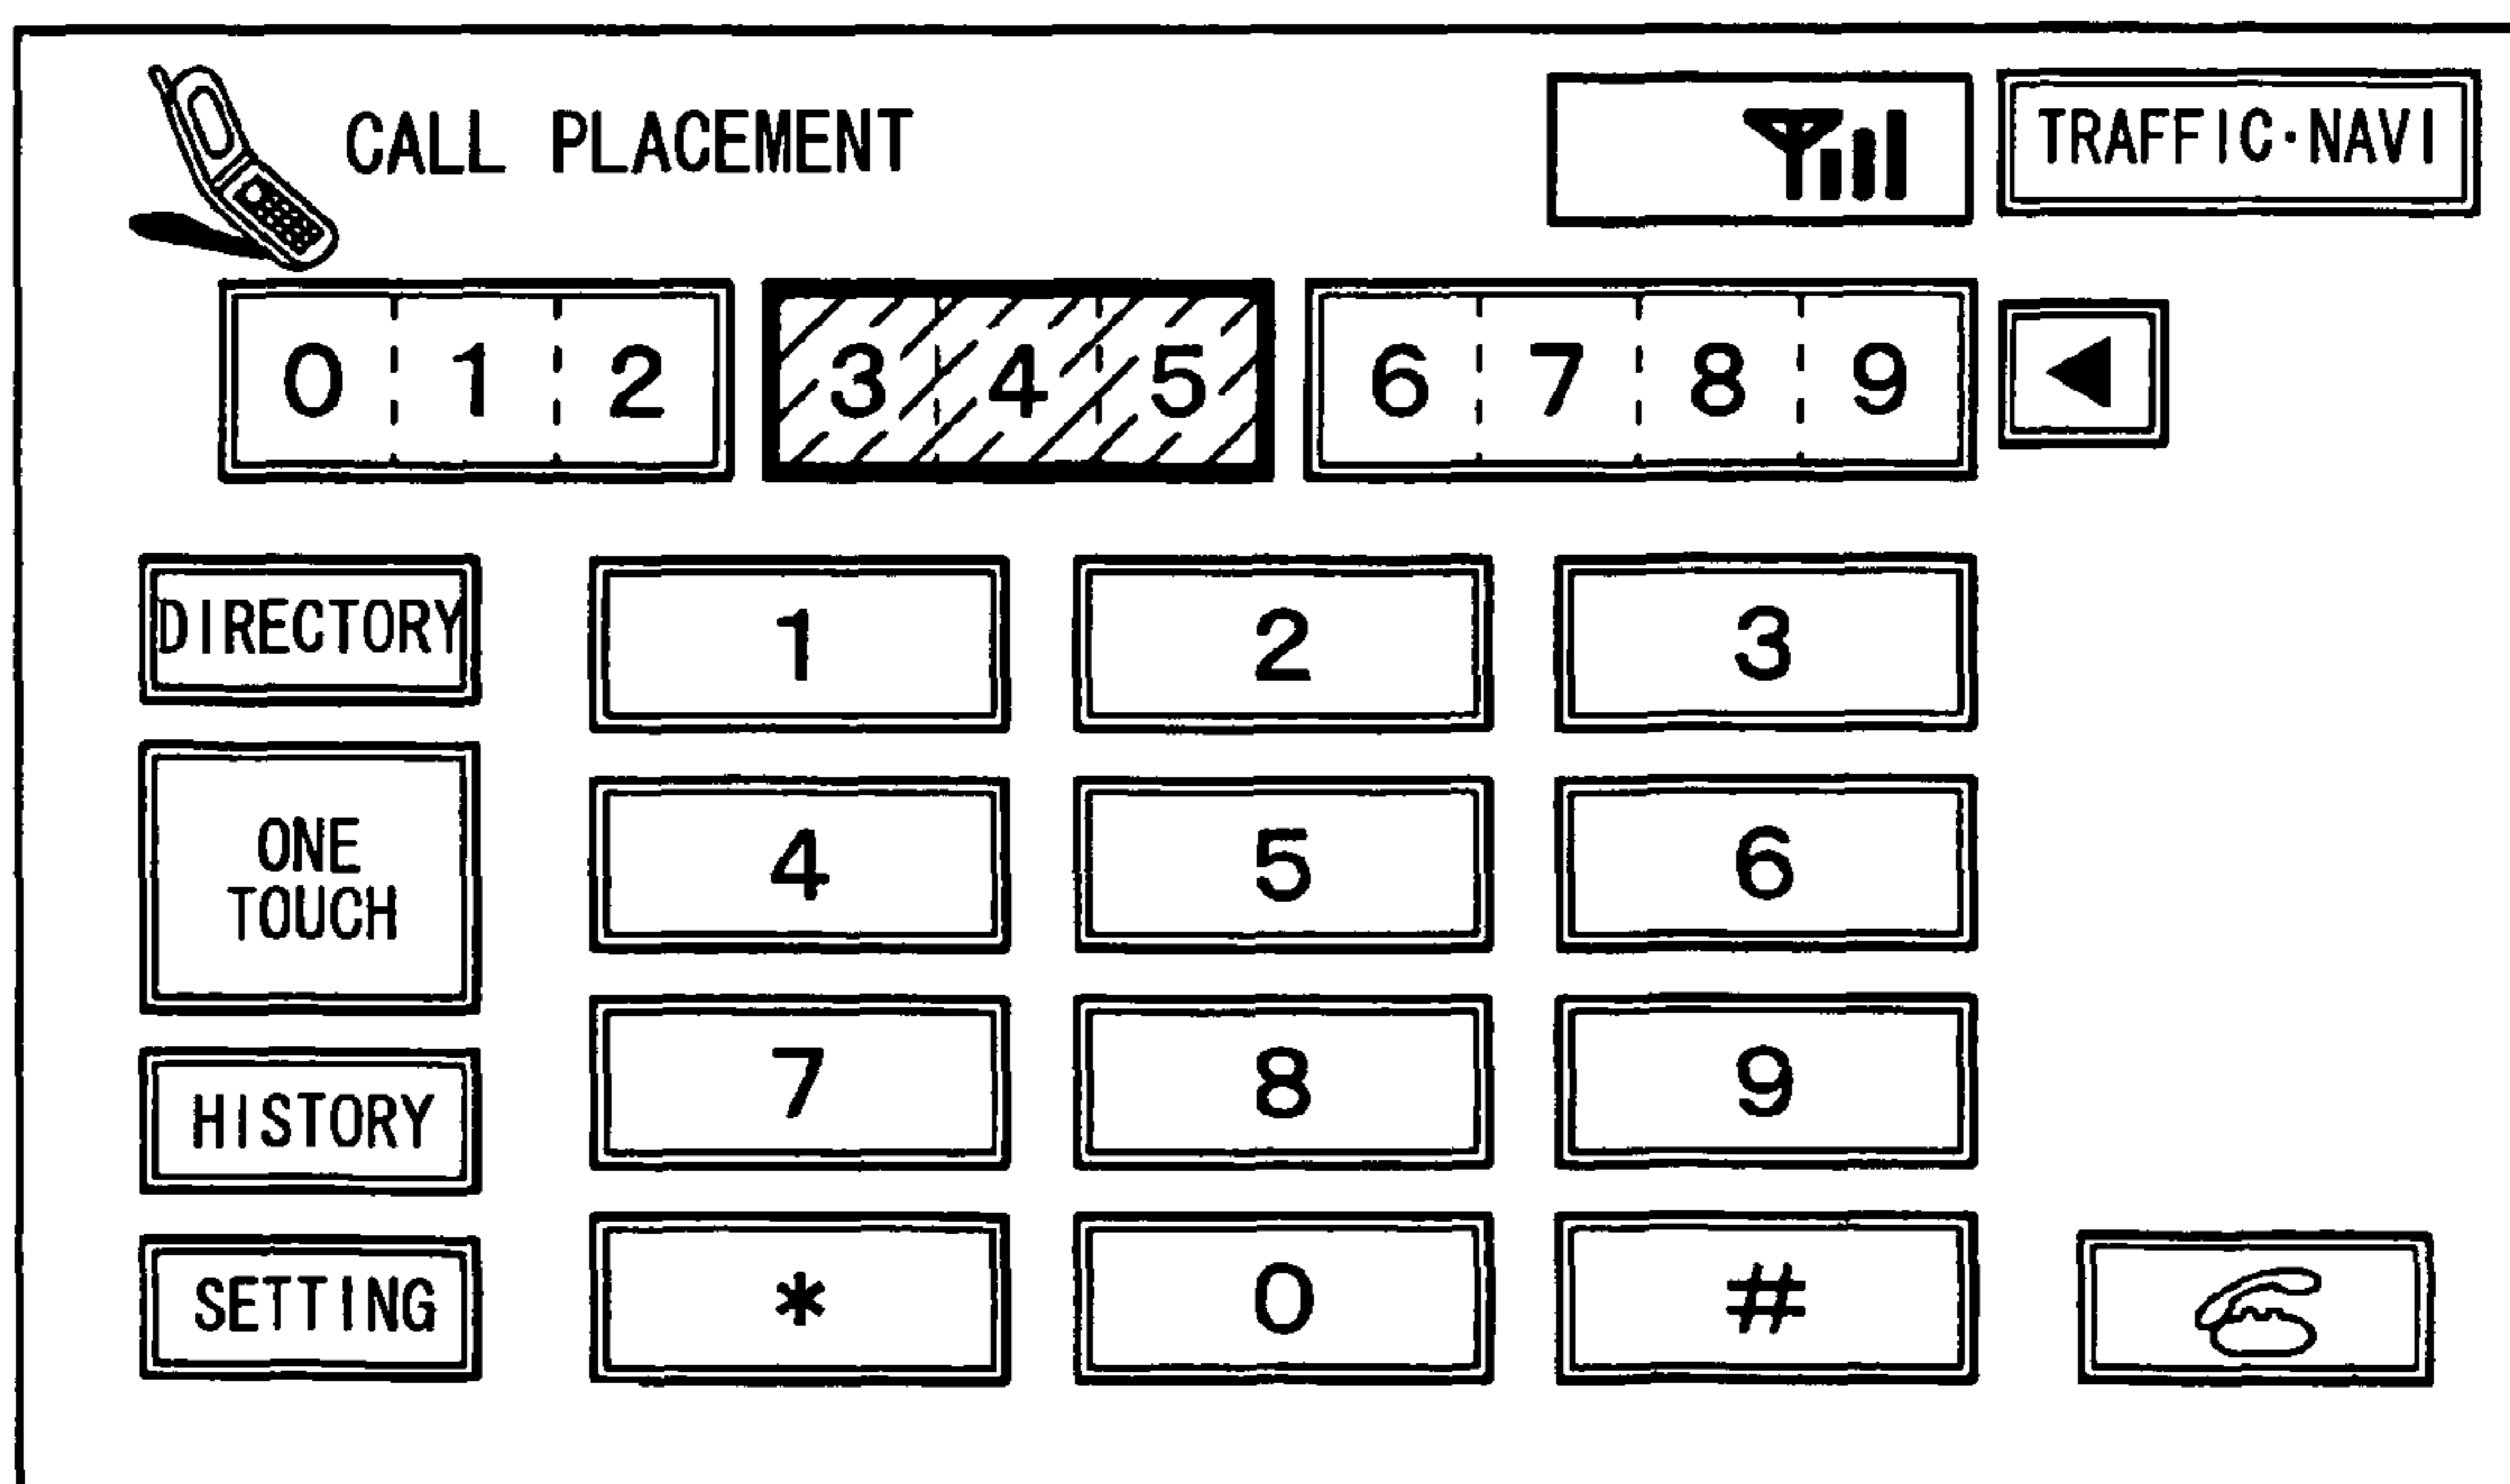 CALL PLACEMENT
TRAFFIC·NAVI
0 1 2 3 4 5 6 7 8 9
DIRECTORY
1 2 3
ONE
TOUCH
4 5 6
HISTORY
7 8 9
SETTING
* 0 #